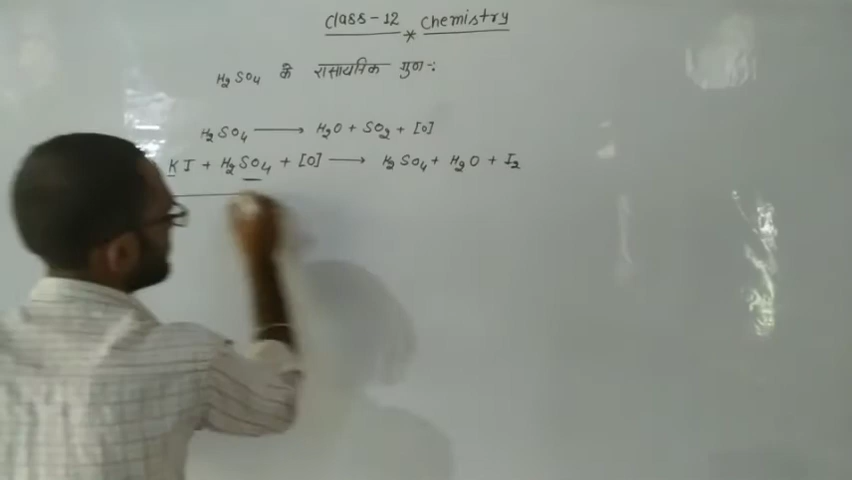 Class-12 Chemistry
*
H₂SO₄ के रासायनिक गुण :-
H₂SO₄ ⟶ H₂O + SO₂ + [O]
KI + H₂SO₄ + [O] ⟶ H₂SO₄ + H₂O + I₂